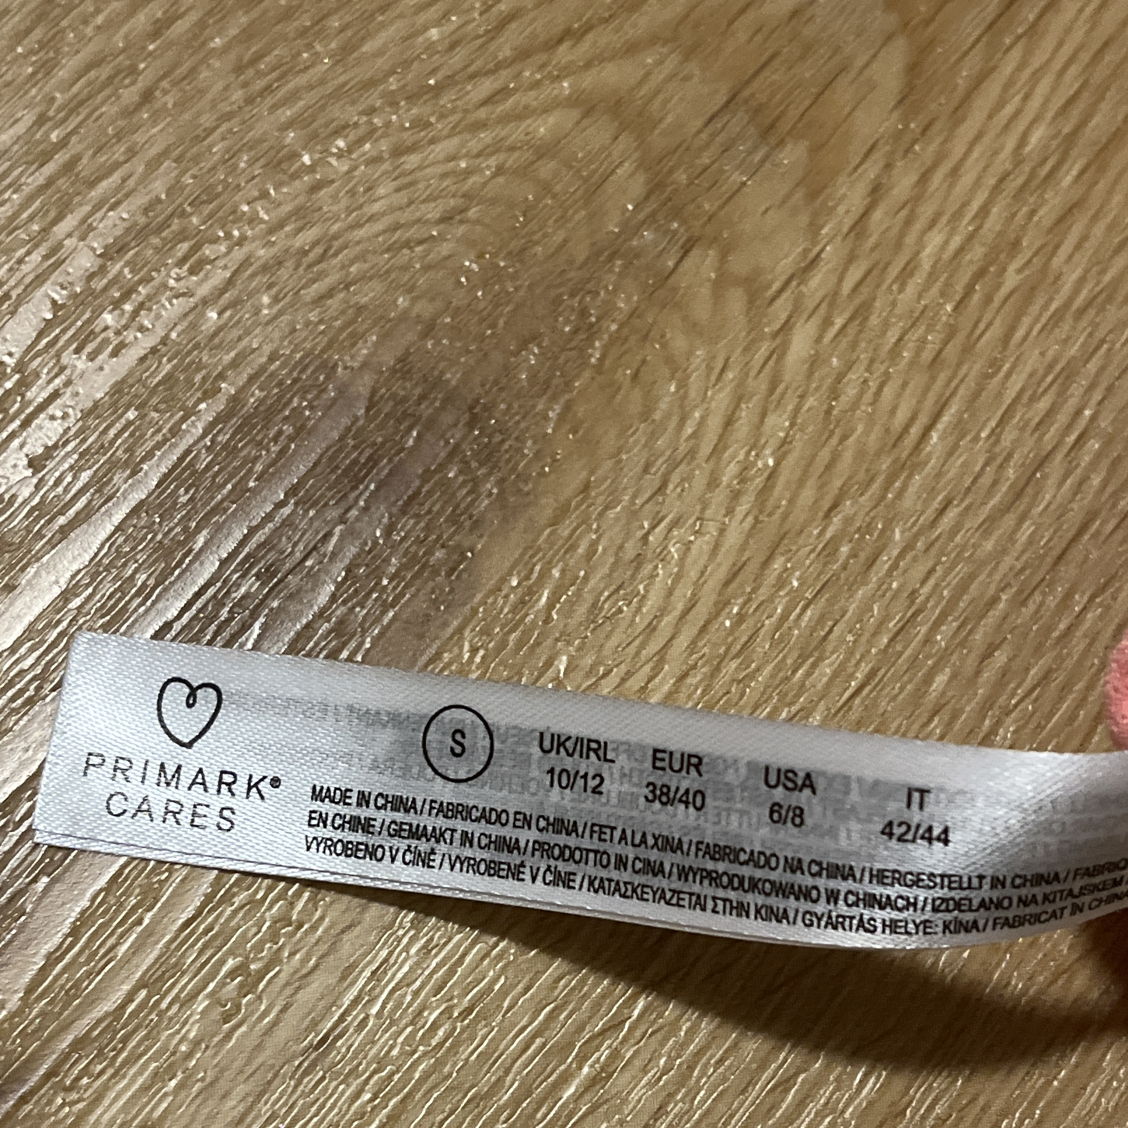 PRIMARK®
CARES
S
UK/IRL EUR USA IT
10/12 38/40 6/8 42/44
MADE IN CHINA / FABRICADO EN CHINA / FET A LA XINA / FABRICADO NA CHINA / HERGESTELLT IN CHINA /
EN CHINE / GEMAAKT IN CHINA / PRODOTTO IN CINA / WYPRODUKOWANO W CHINACH / IZDELANO NA KITAJSKEM
VYROBENO V ČÍNĚ / VYROBENÉ V ČÍNE / ΚΑΤΑΣΚΕΥΑΖΕΤΑΙ ΣΤΗΝ ΚΙΝΑ / GYÁRTÁS HELYE: KÍNA / FABRICAT ÎN CHINA